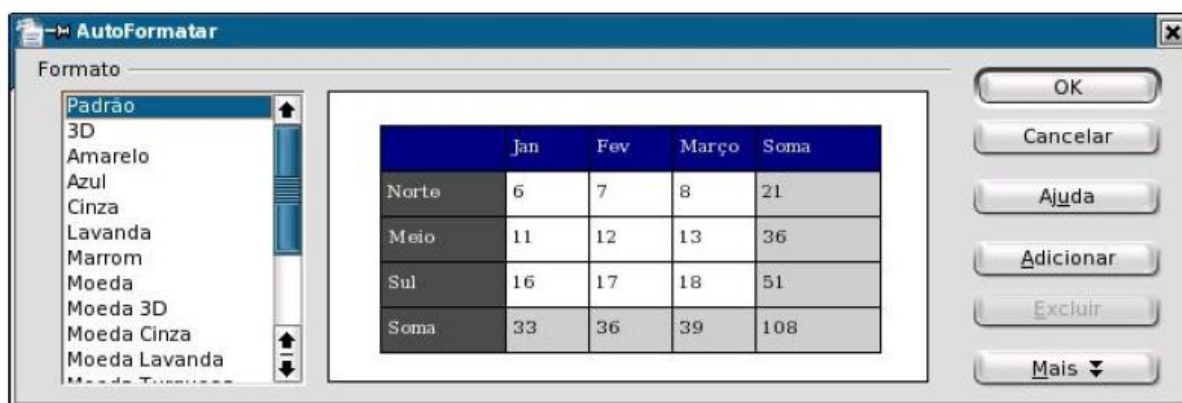 AutoFormatar
Formato
Padrão
3D
Amarelo
Azul
Cinza
Lavanda
Marrom
Moeda
Moeda 3D
Moeda Cinza
Moeda Lavanda
Moeda Turquesa
Jan Fev Março Soma
Norte 6 7 8 21
Meio 11 12 13 36
Sul 16 17 18 51
Soma 33 36 39 108
OK
Cancelar
Ajuda
Adicionar
Excluir
Mais